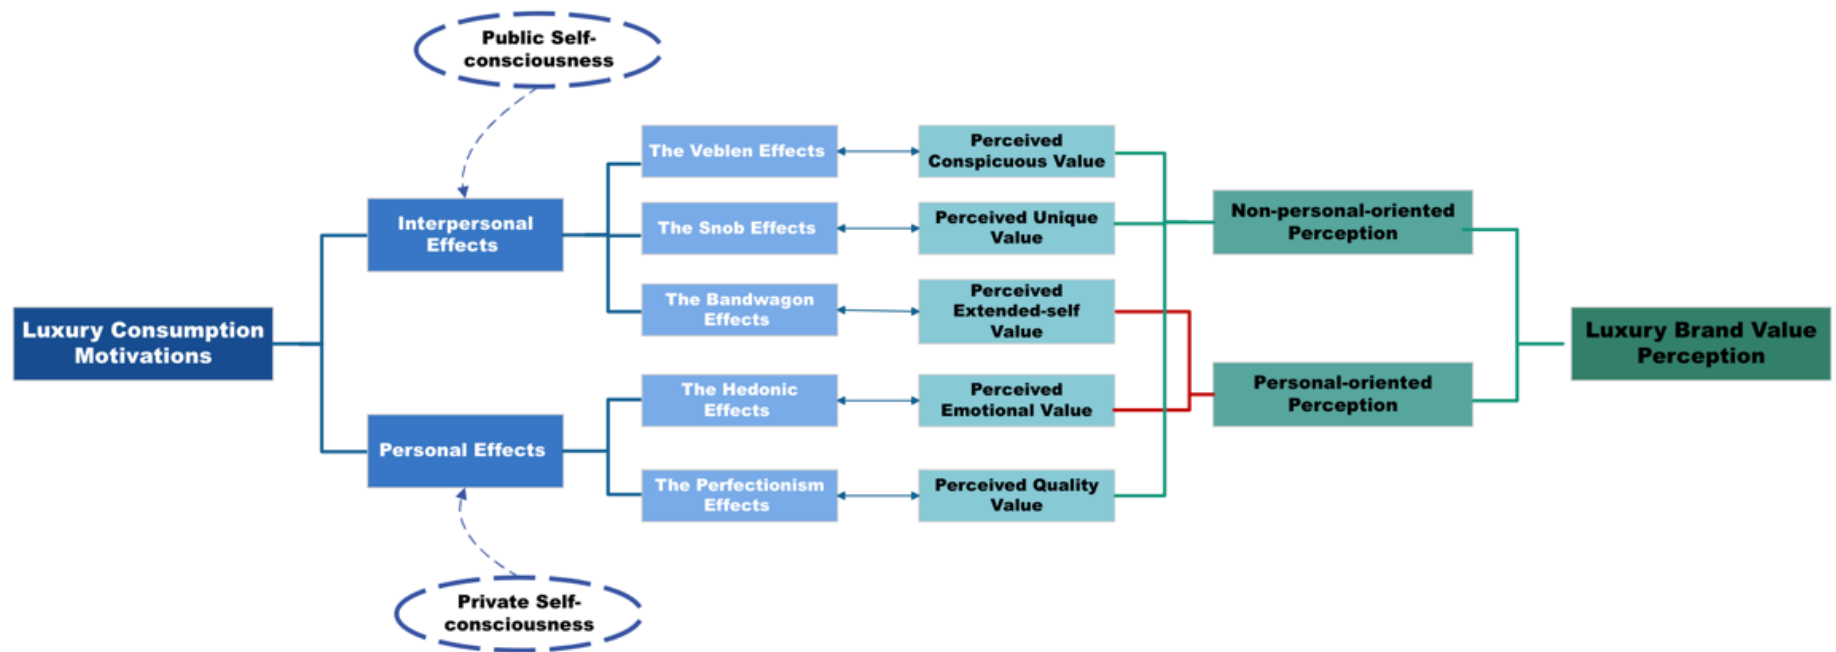 Public Self-
consciousness
The Veblen Effects
Perceived
Conspicuous Value
Interpersonal
Effects
The Snob Effects
Perceived Unique
Value
Non-personal-oriented
Perception
The Bandwagon
Effects
Perceived
Extended-self
Value
Luxury Consumption
Motivations
Luxury Brand Value
Perception
The Hedonic
Effects
Perceived
Emotional Value
Personal-oriented
Perception
Personal Effects
The Perfectionism
Effects
Perceived Quality
Value
Private Self-
consciousness